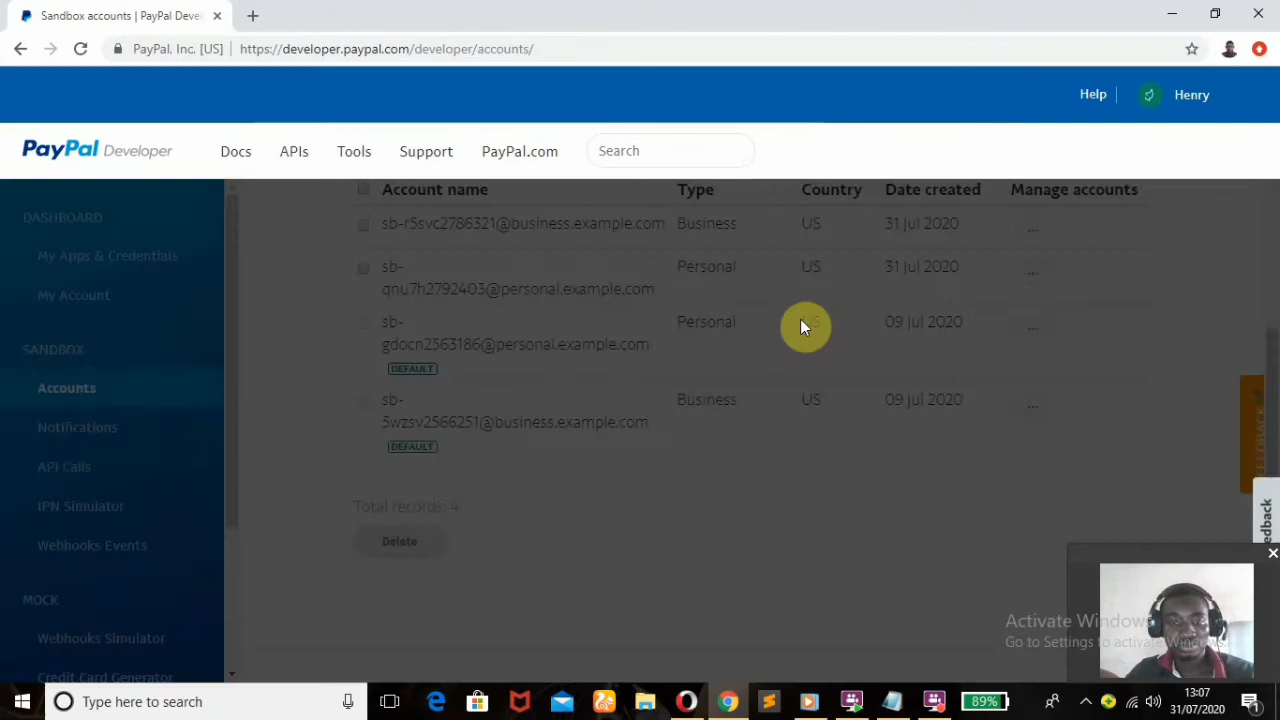 Sandbox accounts | PayPal Deve
PayPal, Inc. [US] https://developer.paypal.com/developer/accounts/
Help
Henry
PayPal Developer
Docs
APIs
Tools
Support
PayPal.com
Search
DASHBOARD
My Apps & Credentials
My Account
SANDBOX
Accounts
Notifications
API Calls
IPN Simulator
Webhooks Events
MOCK
Webhooks Simulator
Credit Card Generator
Account name Type Country Date created Manage accounts
sb-r5svc2786321@business.example.com Business US 31 Jul 2020 ...
sb- Personal US 31 Jul 2020 ...
qnu7h2792403@personal.example.com
sb- Personal US 09 Jul 2020 ...
gdocn2563186@personal.example.com
DEFAULT
sb- Business US 09 Jul 2020 ...
5wzsv2566251@business.example.com
DEFAULT
Total records: 4
Delete
FEEDBACK
edback
Activate Windows
Go to Settings to activate Windows.
Type here to search
89%
13:07
31/07/2020
1